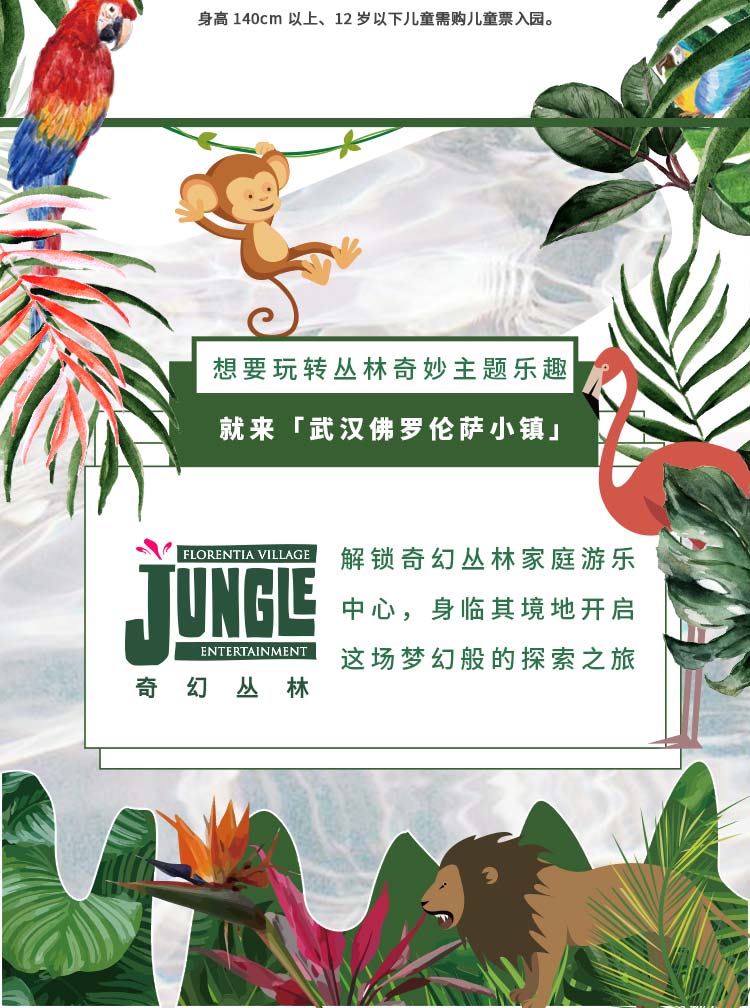 身高 140cm 以上、12 岁以下儿童需购儿童票入园。
想要玩转丛林奇妙主题乐趣
就来「武汉佛罗伦萨小镇」
FLORENTIA VILLAGE
JUNGLE
ENTERTAINMENT
奇幻丛林
解锁奇幻丛林家庭游乐
中心，身临其境地开启
这场梦幻般的探索之旅